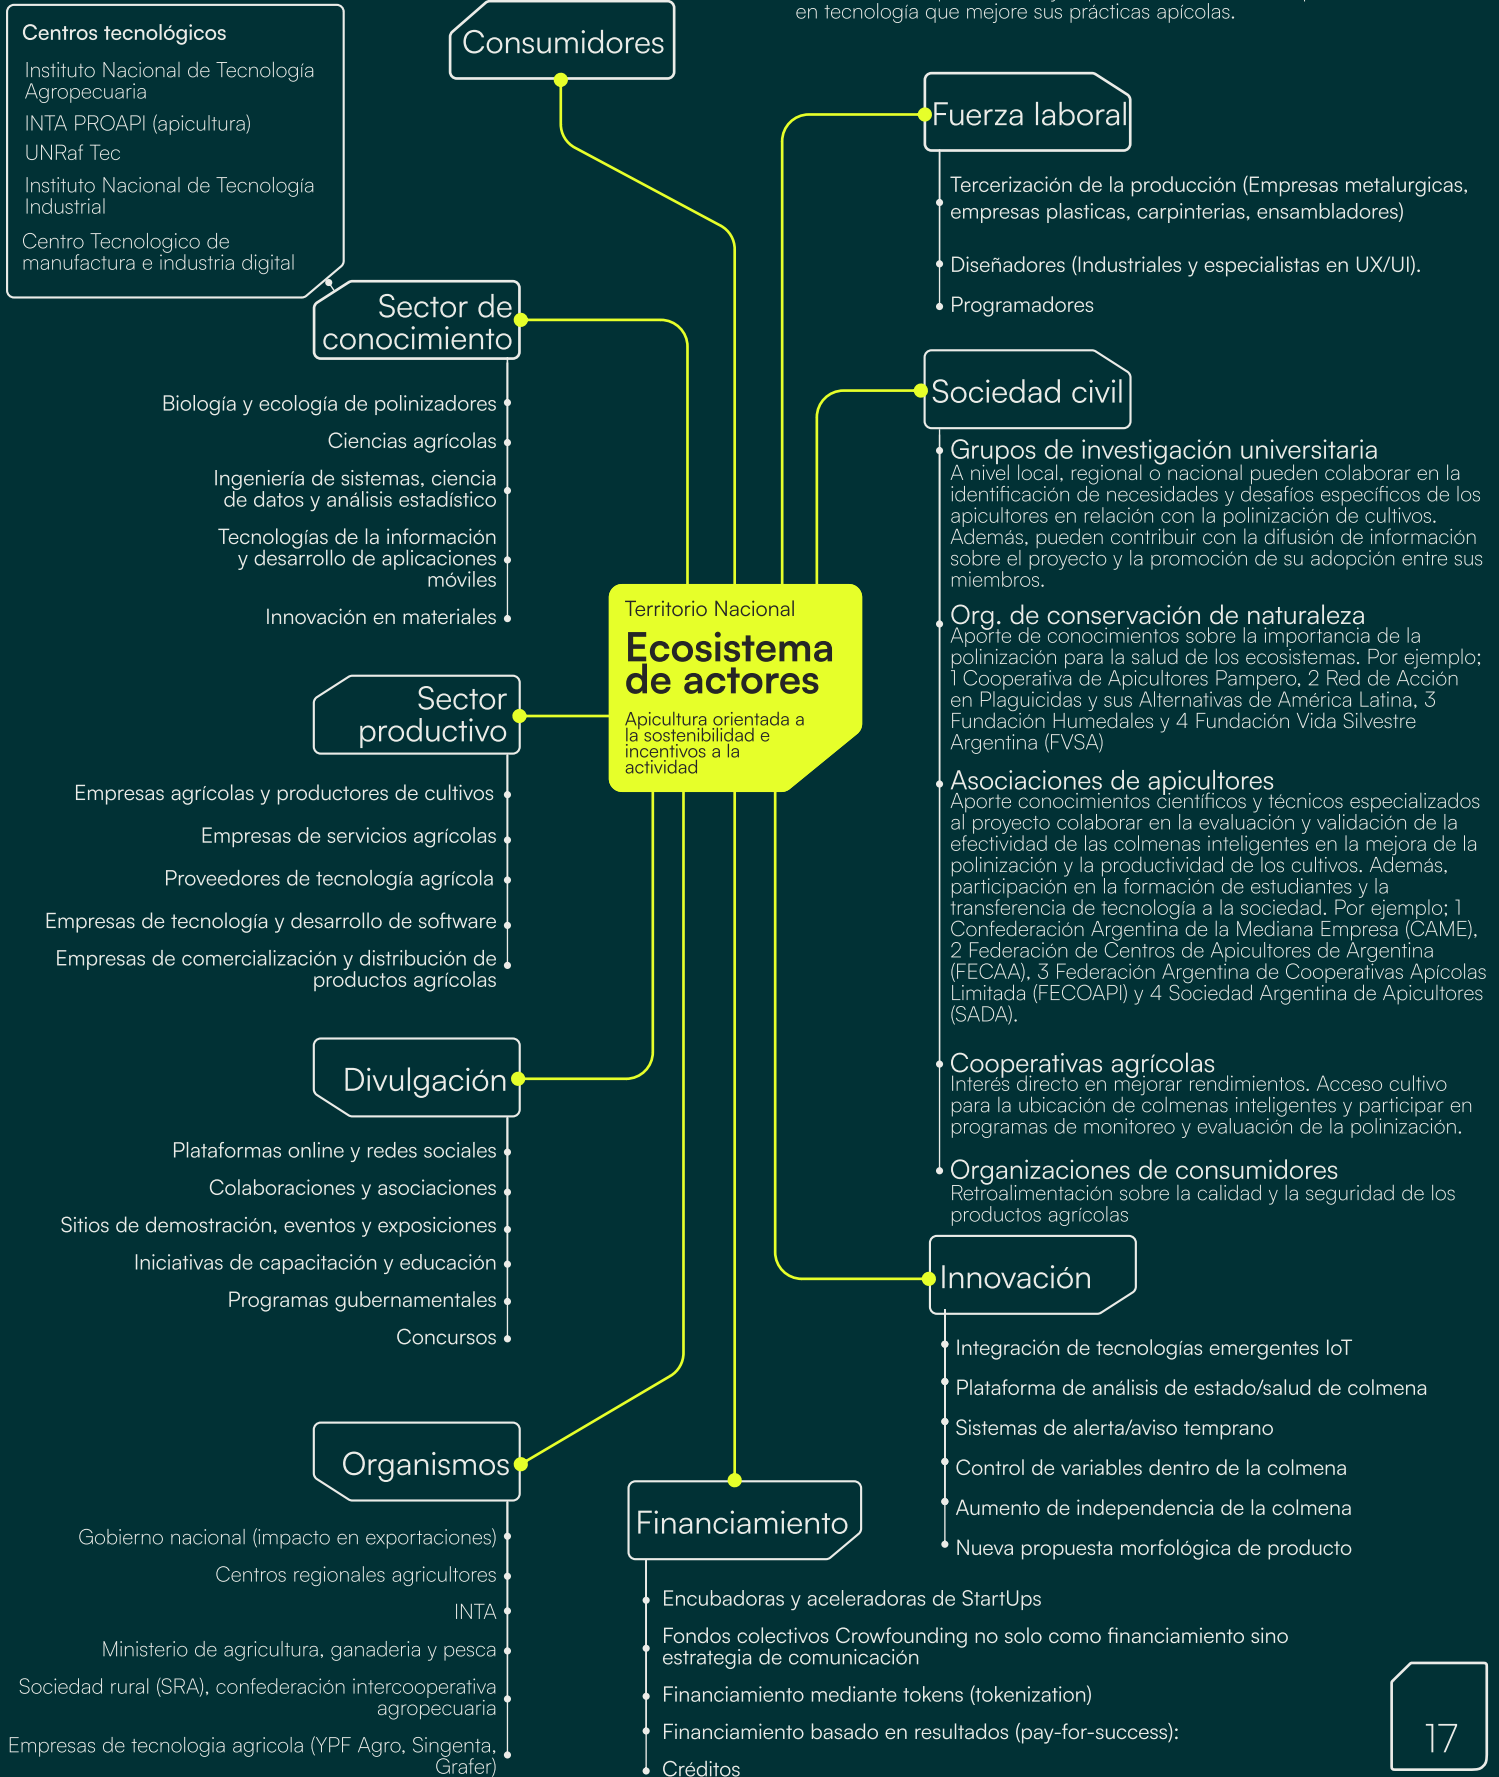 en tecnología que mejore sus prácticas apícolas.
Centros tecnológicos
Instituto Nacional de Tecnología
Agropecuaria
INTA PROAPI (apicultura)
UNRaf Tec
Instituto Nacional de Tecnología
Industrial
Centro Tecnologico de
manufactura e industria digital
Consumidores
Sector de
conocimiento
Biología y ecología de polinizadores
Ciencias agrícolas
Ingeniería de sistemas, ciencia
de datos y análisis estadístico
Tecnologías de la información
y desarrollo de aplicaciones
móviles
Innovación en materiales
Sector
productivo
Empresas agrícolas y productores de cultivos
Empresas de servicios agrícolas
Proveedores de tecnología agrícola
Empresas de tecnología y desarrollo de software
Empresas de comercialización y distribución de
productos agrícolas
Divulgación
Plataformas online y redes sociales
Colaboraciones y asociaciones
Sitios de demostración, eventos y exposiciones
Iniciativas de capacitación y educación
Programas gubernamentales
Concursos
Organismos
Gobierno nacional (impacto en exportaciones)
Centros regionales agricultores
INTA
Ministerio de agricultura, ganaderia y pesca
Sociedad rural (SRA), confederación intercooperativa
agropecuaria
Empresas de tecnologia agricola (YPF Agro, Singenta,
Grafer)
Territorio Nacional
Ecosistema
de actores
Apicultura orientada a
la sostenibilidad e
incentivos a la
actividad
Fuerza laboral
Tercerización de la producción (Empresas metalurgicas,
empresas plasticas, carpinterias, ensambladores)
Diseñadores (Industriales y especialistas en UX/UI).
Programadores
Sociedad civil
Grupos de investigación universitaria
A nivel local, regional o nacional pueden colaborar en la
identificación de necesidades y desafíos específicos de los
apicultores en relación con la polinización de cultivos.
Además, pueden contribuir con la difusión de información
sobre el proyecto y la promoción de su adopción entre sus
miembros.
Org. de conservación de naturaleza
Aporte de conocimientos sobre la importancia de la
polinización para la salud de los ecosistemas. Por ejemplo;
1 Cooperativa de Apicultores Pampero, 2 Red de Acción
en Plaguicidas y sus Alternativas de América Latina, 3
Fundación Humedales y 4 Fundación Vida Silvestre
Argentina (FVSA)
Asociaciones de apicultores
Aporte conocimientos científicos y técnicos especializados
al proyecto colaborar en la evaluación y validación de la
efectividad de las colmenas inteligentes en la mejora de la
polinización y la productividad de los cultivos. Además,
participación en la formación de estudiantes y la
transferencia de tecnología a la sociedad. Por ejemplo; 1
Confederación Argentina de la Mediana Empresa (CAME),
2 Federación de Centros de Apicultores de Argentina
(FECAA), 3 Federación Argentina de Cooperativas Apícolas
Limitada (FECOAPI) y 4 Sociedad Argentina de Apicultores
(SADA).
Cooperativas agrícolas
Interés directo en mejorar rendimientos. Acceso cultivo
para la ubicación de colmenas inteligentes y participar en
programas de monitoreo y evaluación de la polinización.
Organizaciones de consumidores
Retroalimentación sobre la calidad y la seguridad de los
productos agrícolas
Innovación
Integración de tecnologías emergentes IoT
Plataforma de análisis de estado/salud de colmena
Sistemas de alerta/aviso temprano
Control de variables dentro de la colmena
Aumento de independencia de la colmena
Nueva propuesta morfológica de producto
Financiamiento
Encubadoras y aceleradoras de StartUps
Fondos colectivos Crowfounding no solo como financiamiento sino
estrategia de comunicación
Financiamiento mediante tokens (tokenization)
Financiamiento basado en resultados (pay-for-success):
Créditos
17